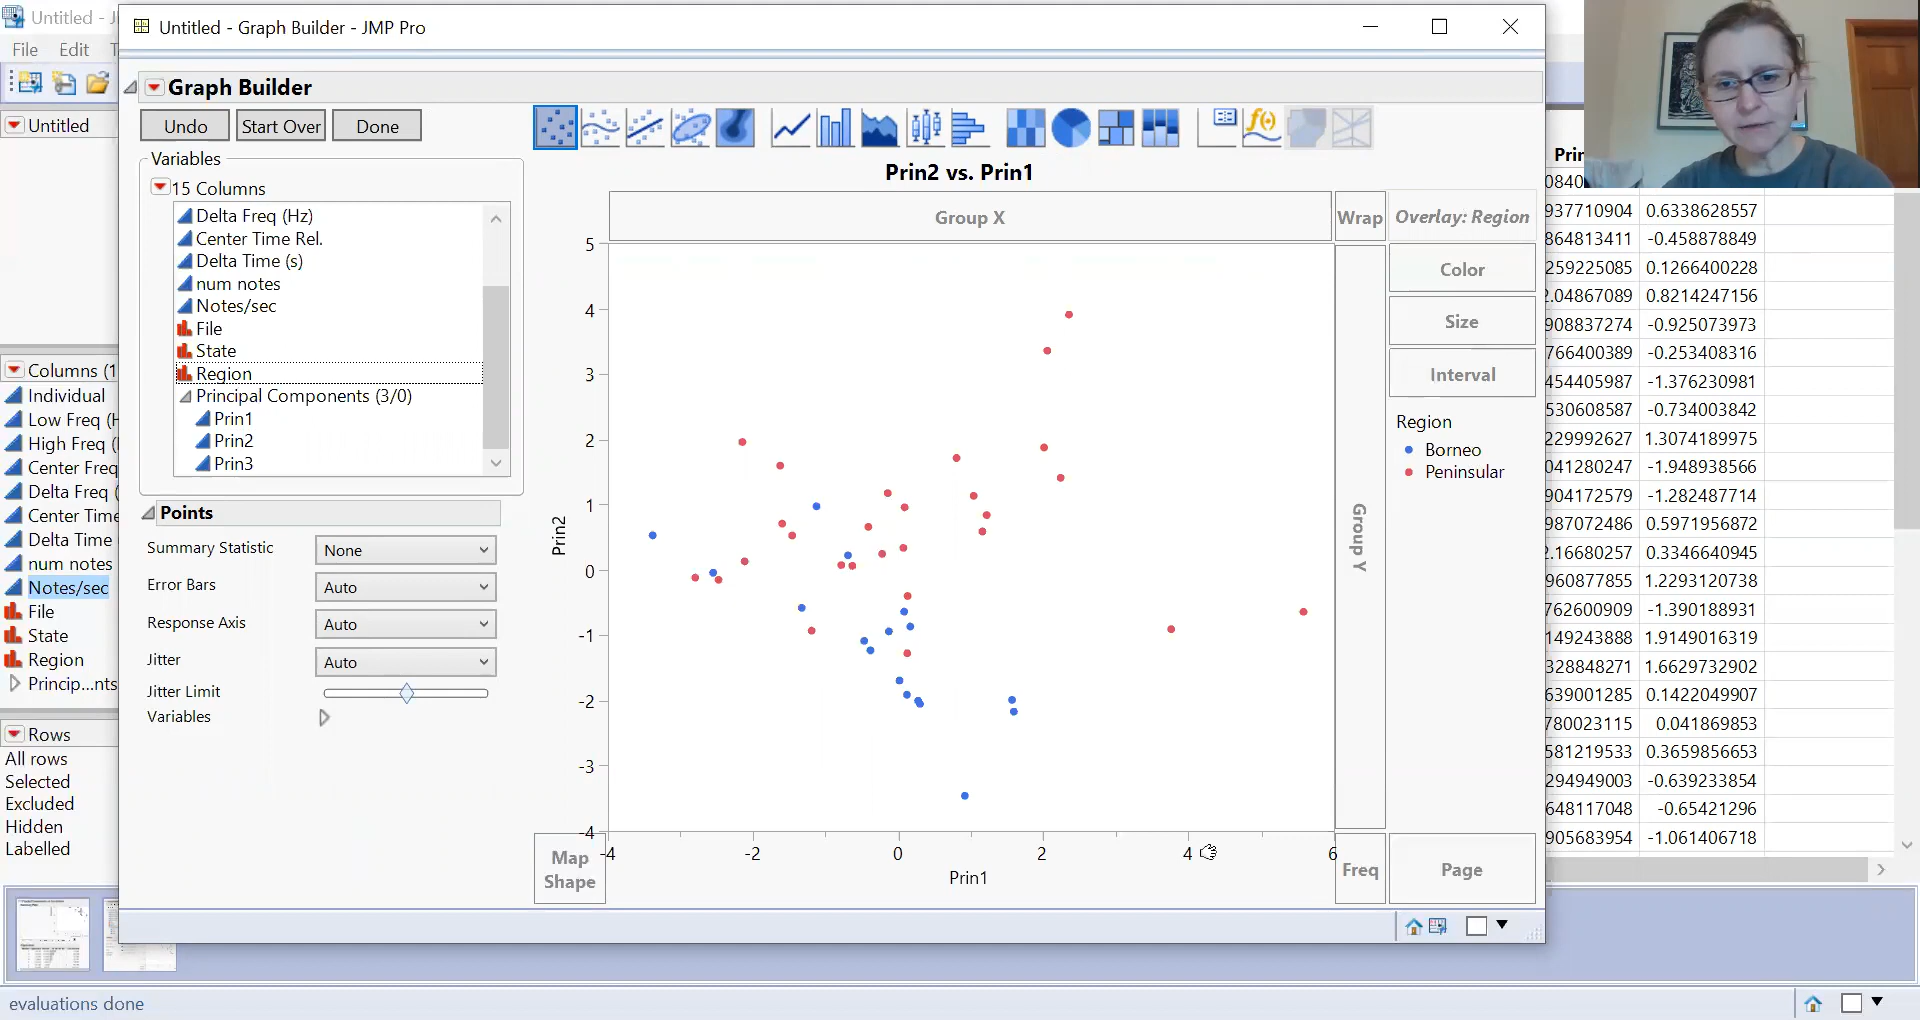 Untitled - J
Untitled - Graph Builder - JMP Pro
File Edit T
Graph Builder
Undo Start Over Done
Untitled
Variables
15 Columns
Delta Freq (Hz)
Center Time Rel.
Delta Time (s)
num notes
Notes/sec
File
State
Region
Principal Components (3/0)
Prin1
Prin2
Prin3
Points
Summary Statistic None
Error Bars Auto
Response Axis Auto
Jitter Auto
Jitter Limit
Variables
Prin2 vs. Prin1
Group X
Wrap
Overlay: Region
Color
Size
Interval
Region
Borneo
Peninsular
Group Y
Prin2
5
4
3
2
1
0
-1
-2
-3
-4
-4 -2 0 2 4 6
Prin1
Map Shape
Freq
Page
Columns (1
Individual
Low Freq (H
High Freq (
Center Freq
Delta Freq (
Center Time
Delta Time
num notes
Notes/sec
File
State
Region
Princip...nts
Rows
All rows
Selected
Excluded
Hidden
Labelled
Prin
0840
937710904 0.6338628557
864813411 -0.458878849
259225085 0.1266400228
2.04867089 0.8214247156
908837274 -0.925073973
766400389 -0.253408316
454405987 -1.376230981
530608587 -0.734003842
229992627 1.3074189975
041280247 -1.948938566
904172579 -1.282487714
987072486 0.5971956872
2.16680257 0.3346640945
960877855 1.2293120738
762600909 -1.390188931
149243888 1.9149016319
328848271 1.6629732902
639001285 0.1422049907
780023115 0.041869853
581219533 0.3659856653
294949003 -0.639233854
648117048 -0.65421296
905683954 -1.061406718
evaluations done